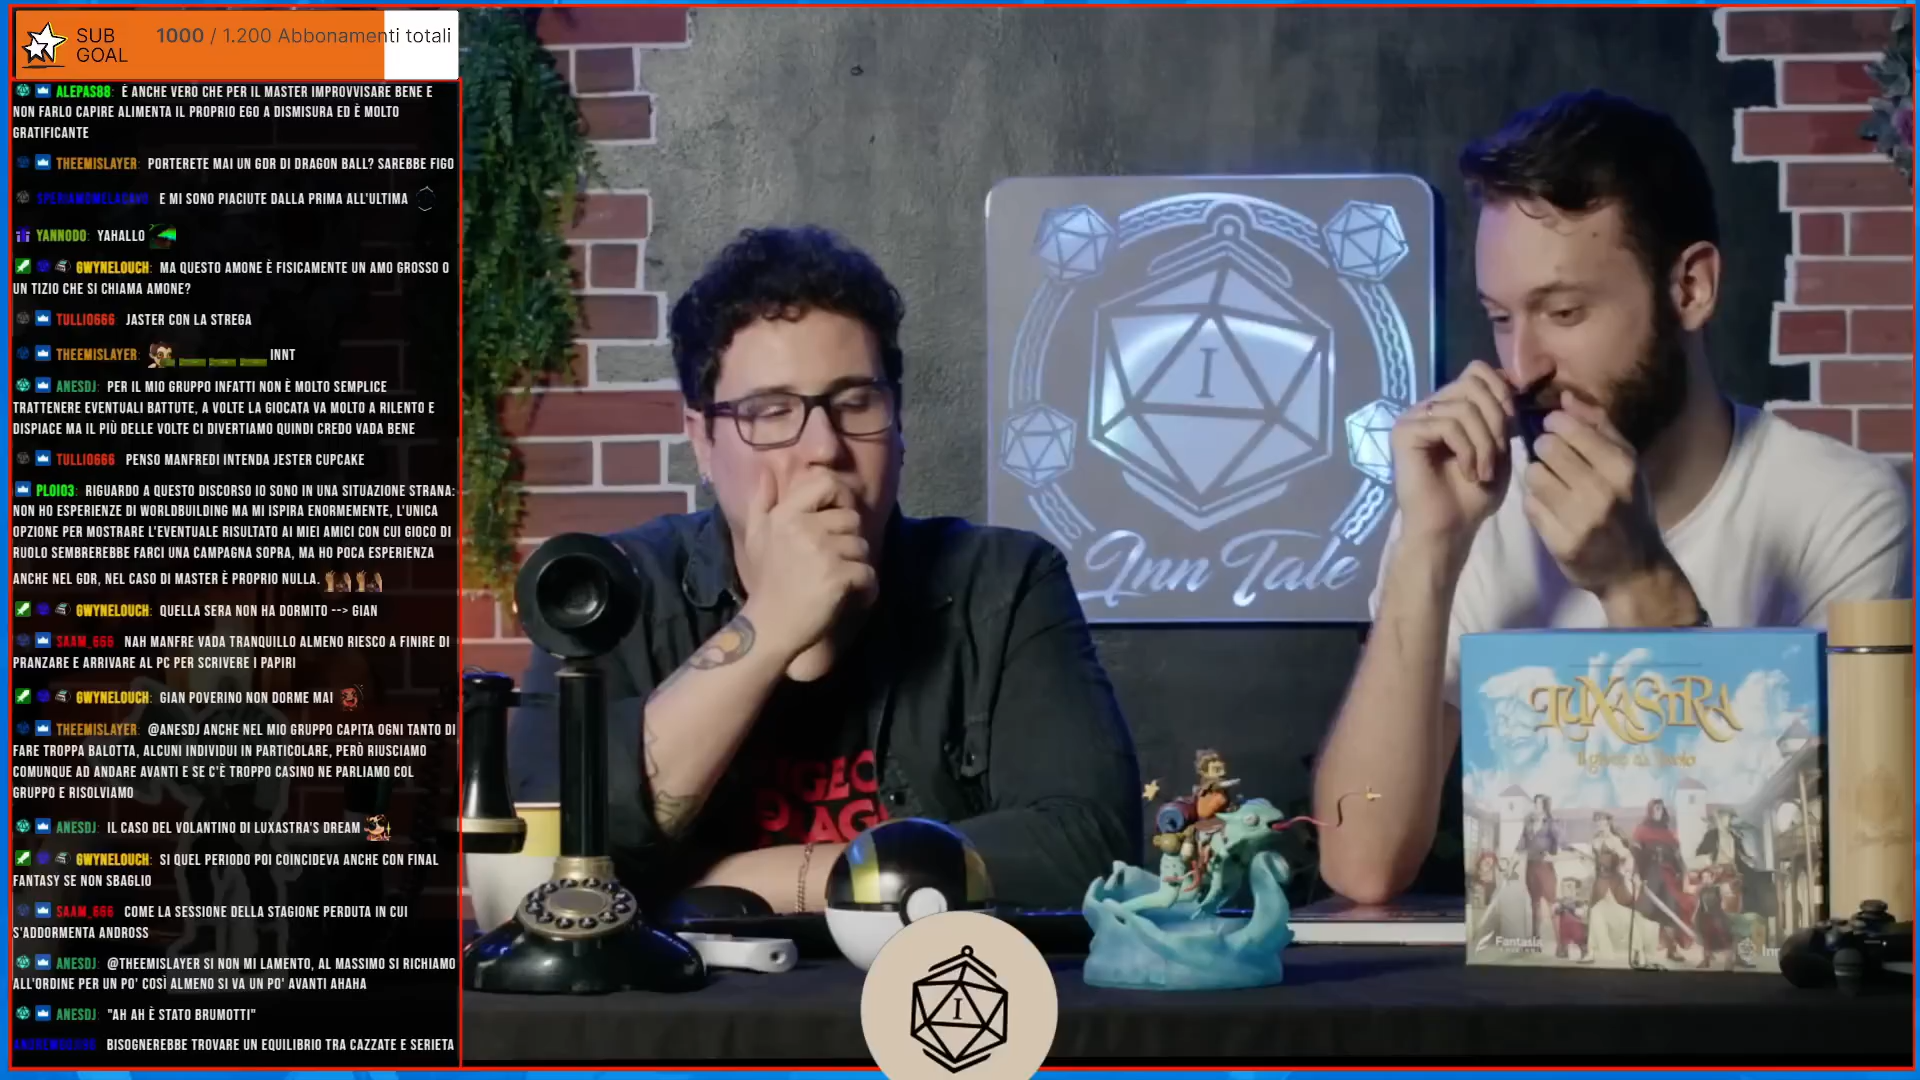 SUB
GOAL
1000 / 1.200 Abbonamenti totali
ALEPAS88: È ANCHE VERO CHE PER IL MASTER IMPROVVISARE BENE E
NON FARLO CAPIRE ALIMENTA IL PROPRIO EGO A DISMISURA ED È MOLTO
GRATIFICANTE
THEEMISLAYER: PORTERETE MAI UN GDR DI DRAGON BALL? SAREBBE FIGO
SPERIAMOMELACAVO E MI SONO PIACIUTE DALLA PRIMA ALL'ULTIMA
YANNODO: YAHALLO
GWYNELOUCH: MA QUESTO AMONE È FISICAMENTE UN AMO GROSSO O
UN TIZIO CHE SI CHIAMA AMONE?
TULLIO666 JASTER CON LA STREGA
THEEMISLAYER: INNT
ANESDJ: PER IL MIO GRUPPO INFATTI NON È MOLTO SEMPLICE
TRATTENERE EVENTUALI BATTUTE, A VOLTE LA GIOCATA VA MOLTO A RILENTO E
DISPIACE MA IL PIÙ DELLE VOLTE CI DIVERTIAMO QUINDI CREDO VADA BENE
TULLIO666 PENSO MANFREDI INTENDA JESTER CUPCAKE
PLOI03: RIGUARDO A QUESTO DISCORSO IO SONO IN UNA SITUAZIONE STRANA:
NON HO ESPERIENZE DI WORLDBUILDING MA MI ISPIRA ENORMEMENTE, L'UNICA
OPZIONE PER MOSTRARE L'EVENTUALE RISULTATO AI MIEI AMICI CON CUI GIOCO DI
RUOLO SEMBREREBBE FARCI UNA CAMPAGNA SOPRA, MA HO POCA ESPERIENZA
ANCHE NEL GDR, NEL CASO DI MASTER È PROPRIO NULLA.
GWYNELOUCH: QUELLA SERA NON HA DORMITO --> GIAN
SAAM_666 NAH MANFRE VADA TRANQUILLO ALMENO RIESCO A FINIRE DI
PRANZARE E ARRIVARE AL PC PER SCRIVERE I PAPIRI
GWYNELOUCH: GIAN POVERINO NON DORME MAI
THEEMISLAYER: @ANESDJ ANCHE NEL MIO GRUPPO CAPITA OGNI TANTO DI
FARE TROPPA BALOTTA, ALCUNI INDIVIDUI IN PARTICOLARE, PERÒ RIUSCIAMO
COMUNQUE AD ANDARE AVANTI E SE C'È TROPPO CASINO NE PARLIAMO COL
GRUPPO E RISOLVIAMO
ANESDJ: IL CASO DEL VOLANTINO DI LUXASTRA'S DREAM
GWYNELOUCH: SI QUEL PERIODO POI COINCIDEVA ANCHE CON FINAL
FANTASY SE NON SBAGLIO
SAAM_666 COME LA SESSIONE DELLA STAGIONE PERDUTA IN CUI
S'ADDORMENTA ANDROSS
ANESDJ: @THEEMISLAYER SI NON MI LAMENTO, AL MASSIMO SI RICHIAMO
ALL'ORDINE PER UN PO' COSÌ ALMENO SI VA UN PO' AVANTI AHAHA
ANESDJ: "AH AH È STATO BRUMOTTI"
BISOGNEREBBE TROVARE UN EQUILIBRIO TRA CAZZATE E SERIETA
I
Inn Tale
LUXASTRA
Il gioco di Ruolo
Fantasia
Inn
I